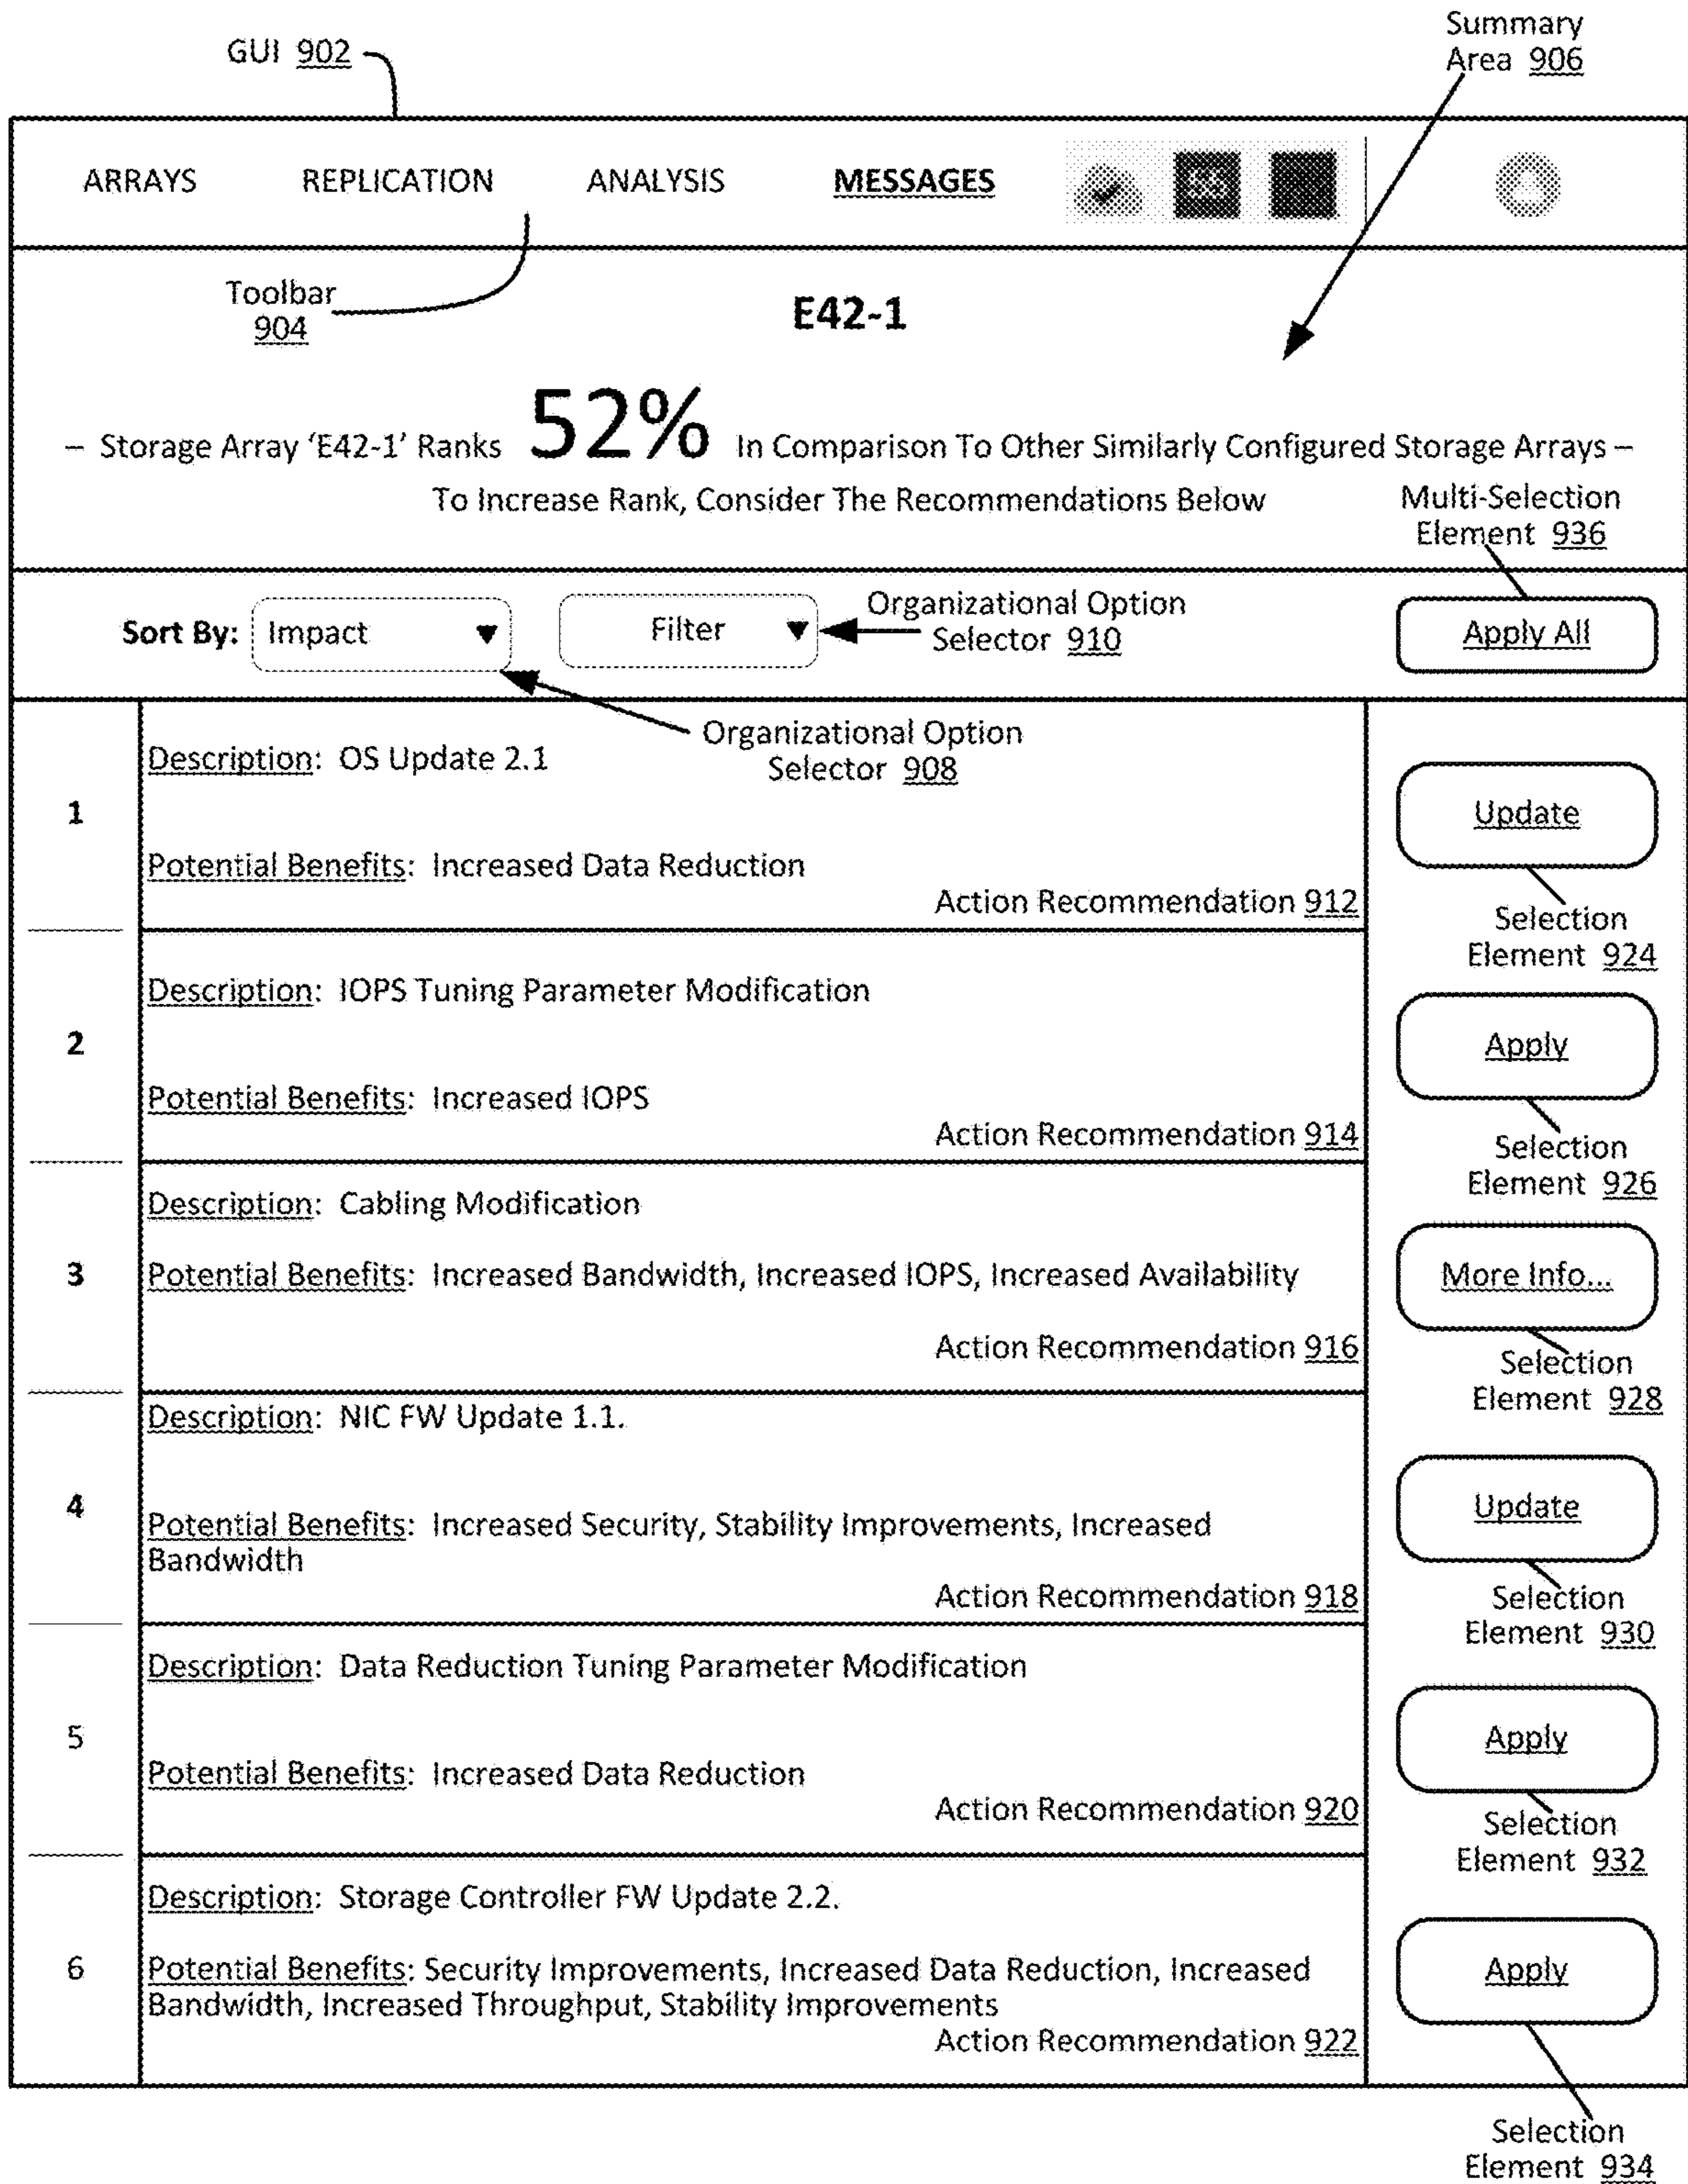 GUI 902
Summary
Area 906
ARRAYS REPLICATION ANALYSIS MESSAGES
Toolbar
904
E42-1
– Storage Array 'E42-1' Ranks 52% In Comparison To Other Similarly Configured Storage Arrays –
To Increase Rank, Consider The Recommendations Below
Multi-Selection
Element 936
Sort By: Impact
Filter
Organizational Option
Selector 910
Apply All
Organizational Option
Selector 908
1
Description: OS Update 2.1
Potential Benefits: Increased Data Reduction
Action Recommendation 912
Update
Selection
Element 924
2
Description: IOPS Tuning Parameter Modification
Potential Benefits: Increased IOPS
Action Recommendation 914
Apply
Selection
Element 926
3
Description: Cabling Modification
Potential Benefits: Increased Bandwidth, Increased IOPS, Increased Availability
Action Recommendation 916
More Info...
Selection
Element 928
4
Description: NIC FW Update 1.1.
Potential Benefits: Increased Security, Stability Improvements, Increased
Bandwidth
Action Recommendation 918
Update
Selection
Element 930
5
Description: Data Reduction Tuning Parameter Modification
Potential Benefits: Increased Data Reduction
Action Recommendation 920
Apply
Selection
Element 932
6
Description: Storage Controller FW Update 2.2.
Potential Benefits: Security Improvements, Increased Data Reduction, Increased
Bandwidth, Increased Throughput, Stability Improvements
Action Recommendation 922
Apply
Selection
Element 934